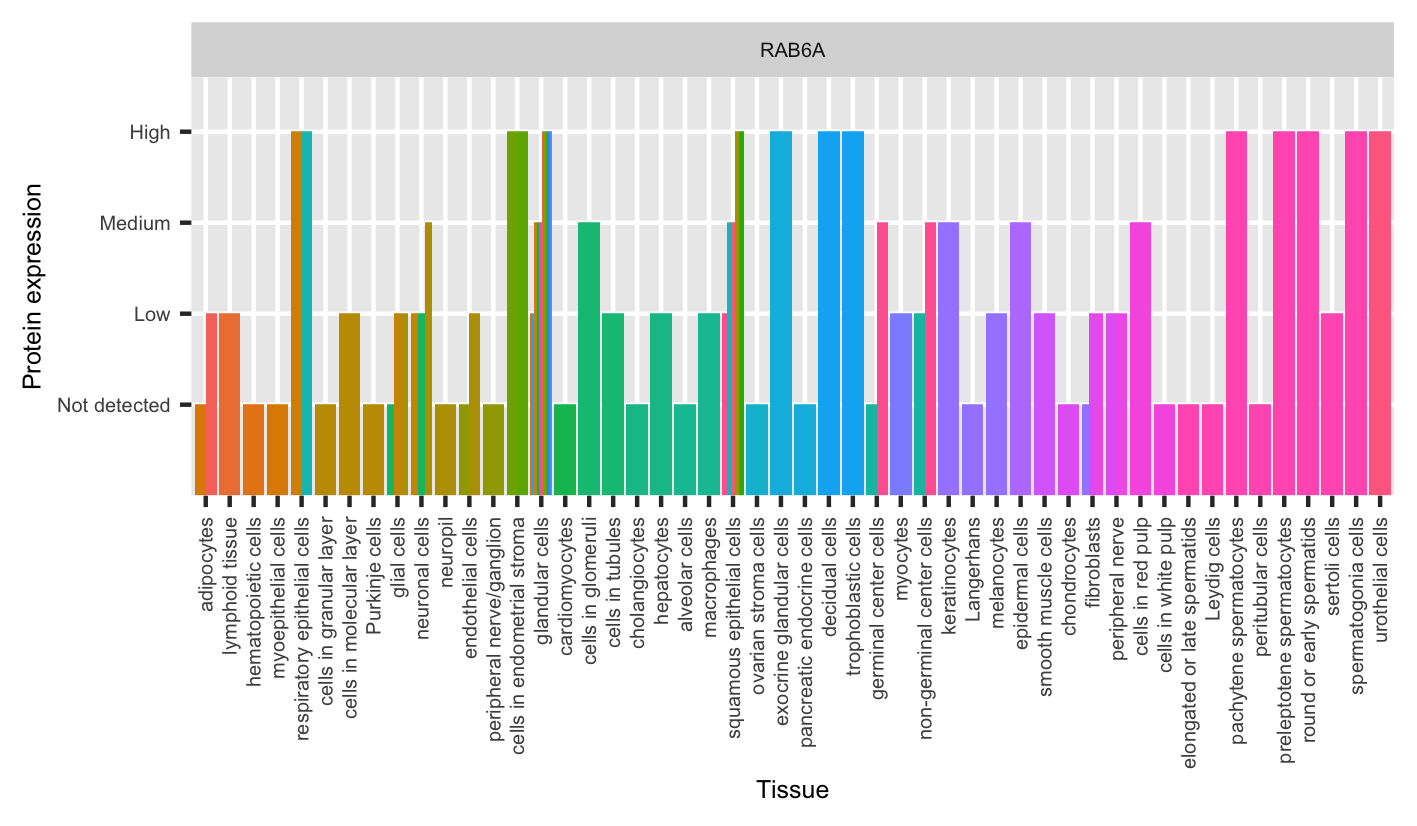 RAB6A
Protein expression
High
Medium
Low
Not detected
adipocytes
lymphoid tissue
hematopoietic cells
myoepithelial cells
respiratory epithelial cells
cells in granular layer
cells in molecular layer
Purkinje cells
glial cells
neuronal cells
neuropil
endothelial cells
peripheral nerve/ganglion
cells in endometrial stroma
glandular cells
cardiomyocytes
cells in glomeruli
cells in tubules
cholangiocytes
hepatocytes
alveolar cells
macrophages
squamous epithelial cells
ovarian stroma cells
exocrine glandular cells
pancreatic endocrine cells
decidual cells
trophoblastic cells
germinal center cells
myocytes
non-germinal center cells
keratinocytes
Langerhans
melanocytes
epidermal cells
smooth muscle cells
chondrocytes
fibroblasts
peripheral nerve
cells in red pulp
cells in white pulp
elongated or late spermatids
Leydig cells
pachytene spermatocytes
peritubular cells
preleptotene spermatocytes
round or early spermatids
sertoli cells
spermatogonia cells
urothelial cells
Tissue